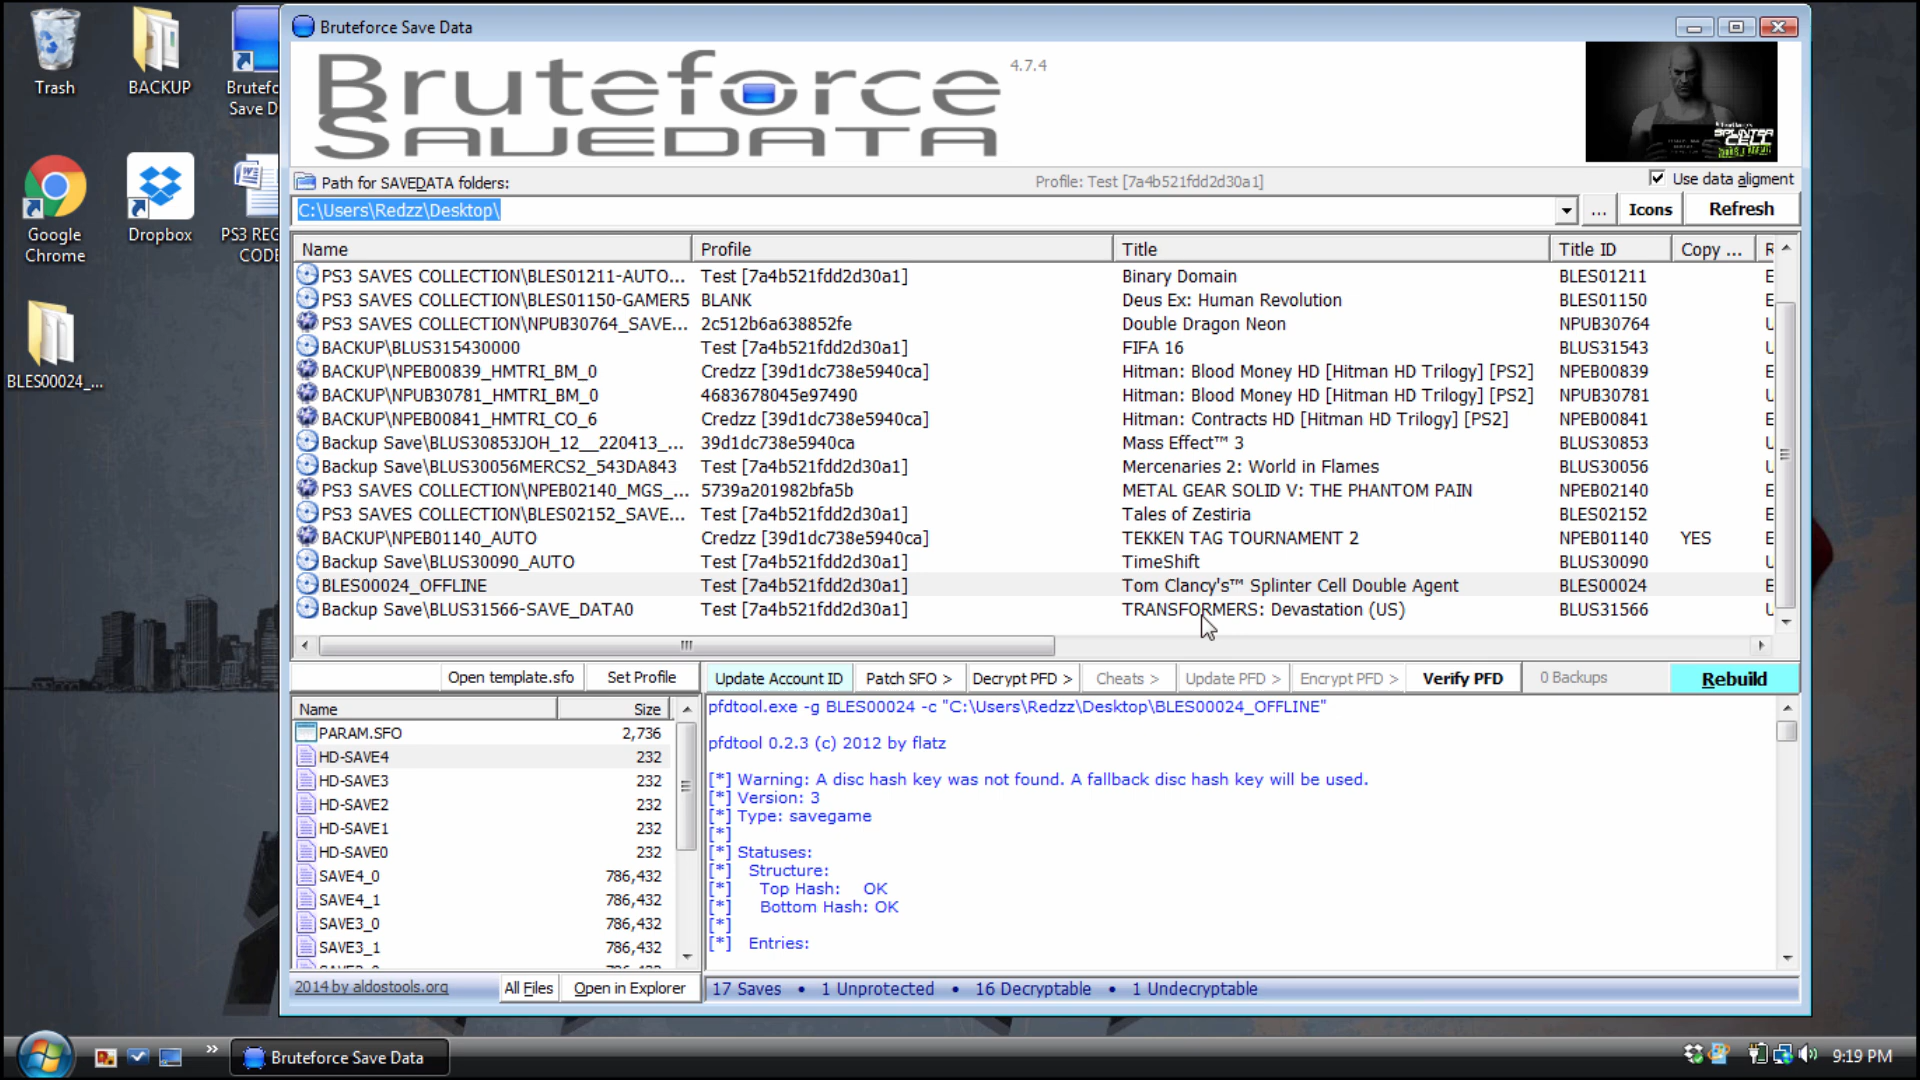 Bruteforce Save Data
Trash
BACKUP
Brutefc
Save D
Google
Chrome
Dropbox
PS3 REG
CODE
BLES00024_...
Bruteforce
SAVEDATA
4.7.4
SPLINTER
CELL
Path for SAVEDATA folders:
Profile: Test [7a4b521fdd2d30a1]
Use data aligment
C:\Users\Redzz\Desktop\
...
Icons
Refresh
Name Profile Title Title ID Copy ... R
PS3 SAVES COLLECTION\BLES01211-AUTO... Test [7a4b521fdd2d30a1] Binary Domain BLES01211 E
PS3 SAVES COLLECTION\BLES01150-GAMER5 BLANK Deus Ex: Human Revolution BLES01150 E
PS3 SAVES COLLECTION\NPUB30764_SAVE... 2c512b6a638852fe Double Dragon Neon NPUB30764 U
BACKUP\BLUS315430000 Test [7a4b521fdd2d30a1] FIFA 16 BLUS31543 U
BACKUP\NPEB00839_HMTRI_BM_0 Credzz [39d1dc738e5940ca] Hitman: Blood Money HD [Hitman HD Trilogy] [PS2] NPEB00839 E
BACKUP\NPUB30781_HMTRI_BM_0 4683678045e97490 Hitman: Blood Money HD [Hitman HD Trilogy] [PS2] NPUB30781 U
BACKUP\NPEB00841_HMTRI_CO_6 Credzz [39d1dc738e5940ca] Hitman: Contracts HD [Hitman HD Trilogy] [PS2] NPEB00841 E
Backup Save\BLUS30853JOH_12__220413_... 39d1dc738e5940ca Mass Effect™ 3 BLUS30853 U
Backup Save\BLUS30056MERCS2_543DA843 Test [7a4b521fdd2d30a1] Mercenaries 2: World in Flames BLUS30056 U
PS3 SAVES COLLECTION\NPEB02140_MGS_... 5739a201982bfa5b METAL GEAR SOLID V: THE PHANTOM PAIN NPEB02140 E
PS3 SAVES COLLECTION\BLES02152_SAVE... Test [7a4b521fdd2d30a1] Tales of Zestiria BLES02152 E
BACKUP\NPEB01140_AUTO Credzz [39d1dc738e5940ca] TEKKEN TAG TOURNAMENT 2 NPEB01140 YES E
Backup Save\BLUS30090_AUTO Test [7a4b521fdd2d30a1] TimeShift BLUS30090 U
BLES00024_OFFLINE Test [7a4b521fdd2d30a1] Tom Clancy's™ Splinter Cell Double Agent BLES00024 E
Backup Save\BLUS31566-SAVE_DATA0 Test [7a4b521fdd2d30a1] TRANSFORMERS: Devastation (US) BLUS31566 U
Open template.sfo Set Profile Update Account ID Patch SFO > Decrypt PFD > Cheats > Update PFD > Encrypt PFD > Verify PFD 0 Backups Rebuild
Name Size
PARAM.SFO 2,736
HD-SAVE4 232
HD-SAVE3 232
HD-SAVE2 232
HD-SAVE1 232
HD-SAVE0 232
SAVE4_0 786,432
SAVE4_1 786,432
SAVE3_0 786,432
SAVE3_1 786,432
pfdtool.exe -g BLES00024 -c "C:\Users\Redzz\Desktop\BLES00024_OFFLINE"
pfdtool 0.2.3 (c) 2012 by flatz
[*] Warning: A disc hash key was not found. A fallback disc hash key will be used.
[*] Version: 3
[*] Type: savegame
[*]
[*] Statuses:
[*] Structure:
[*] Top Hash: OK
[*] Bottom Hash: OK
[*]
[*] Entries:
2014 by aldostools.org
All Files
Open in Explorer
17 Saves • 1 Unprotected • 16 Decryptable • 1 Undecryptable
»
Bruteforce Save Data
9:19 PM